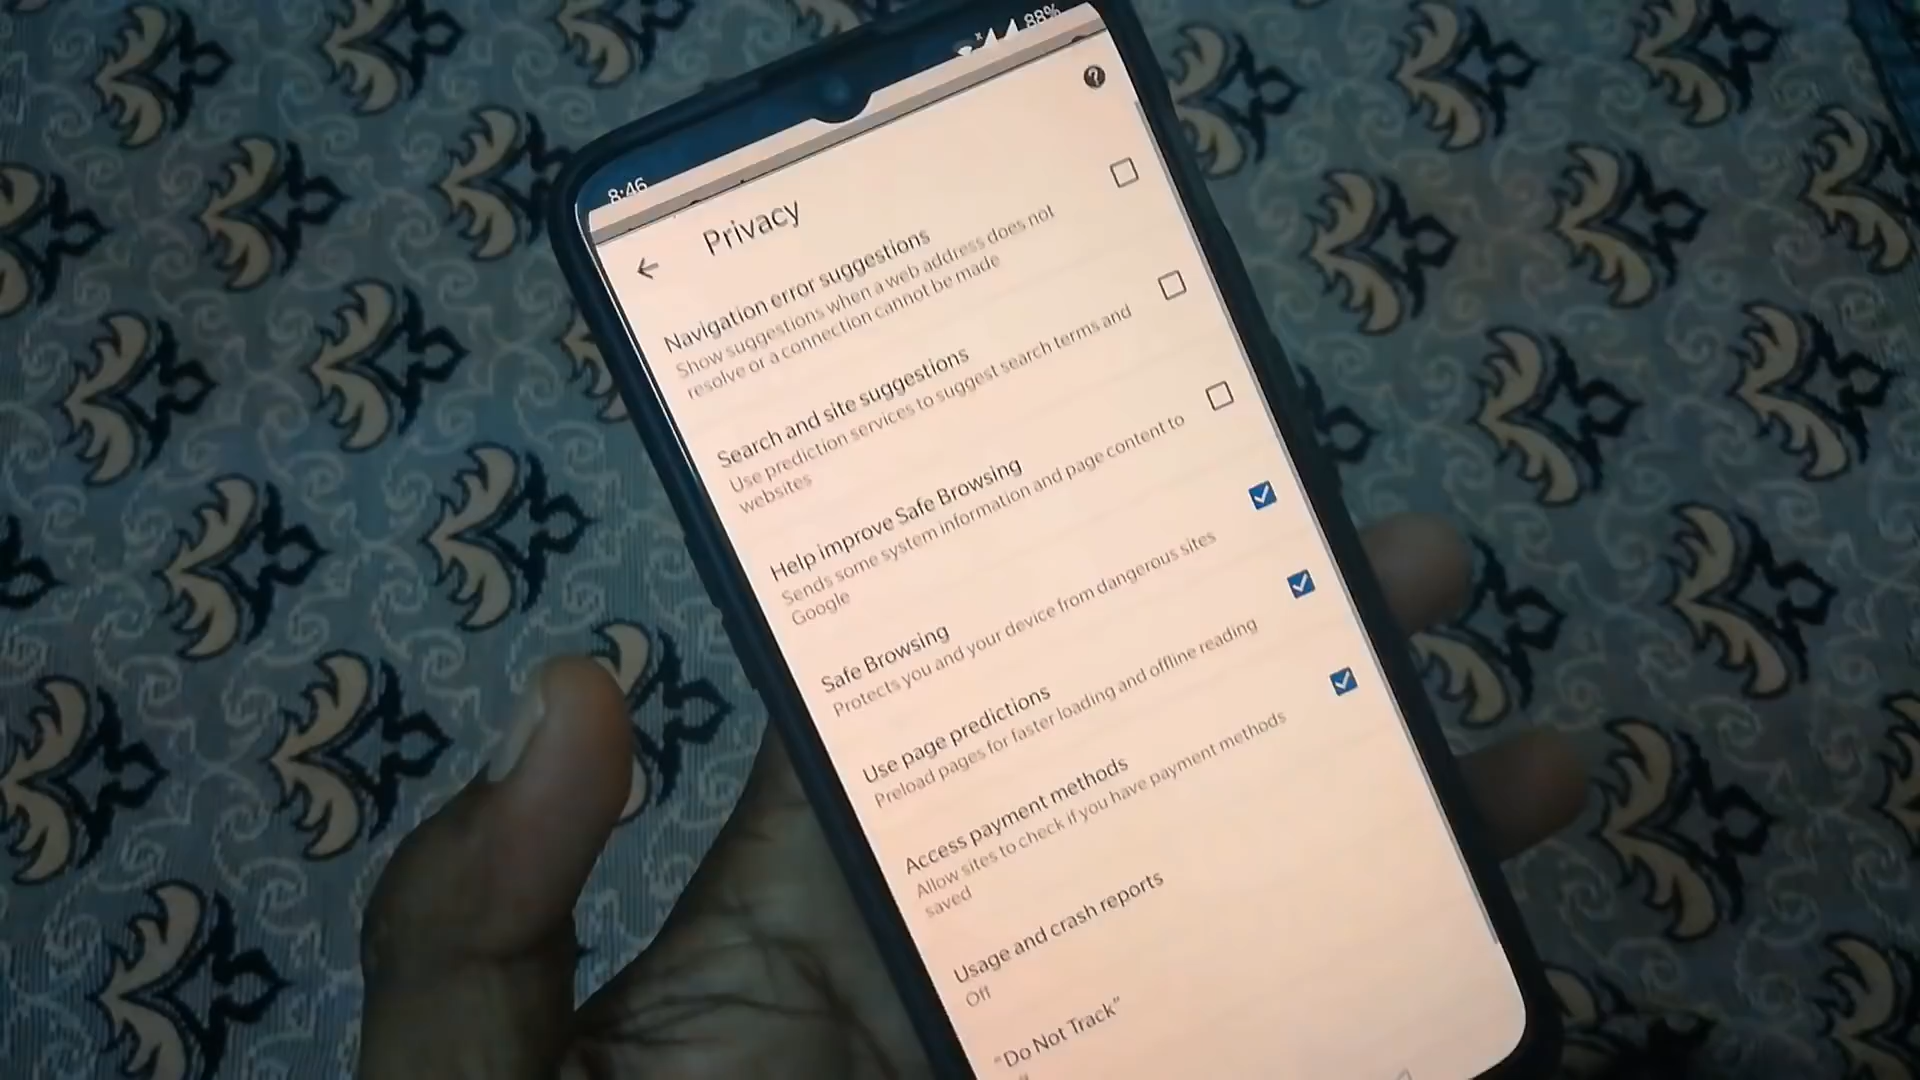 8:46
88%
Privacy
Navigation error suggestions
Show suggestions when a web address does not
resolve or a connection cannot be made
Search and site suggestions
Use prediction services to suggest search terms and
websites
Help improve Safe Browsing
Sends some system information and page content to
Google
Safe Browsing
Protects you and your device from dangerous sites
Use page predictions
Preload pages for faster loading and offline reading
Access payment methods
Allow sites to check if you have payment methods
saved
Usage and crash reports
Off
"Do Not Track"